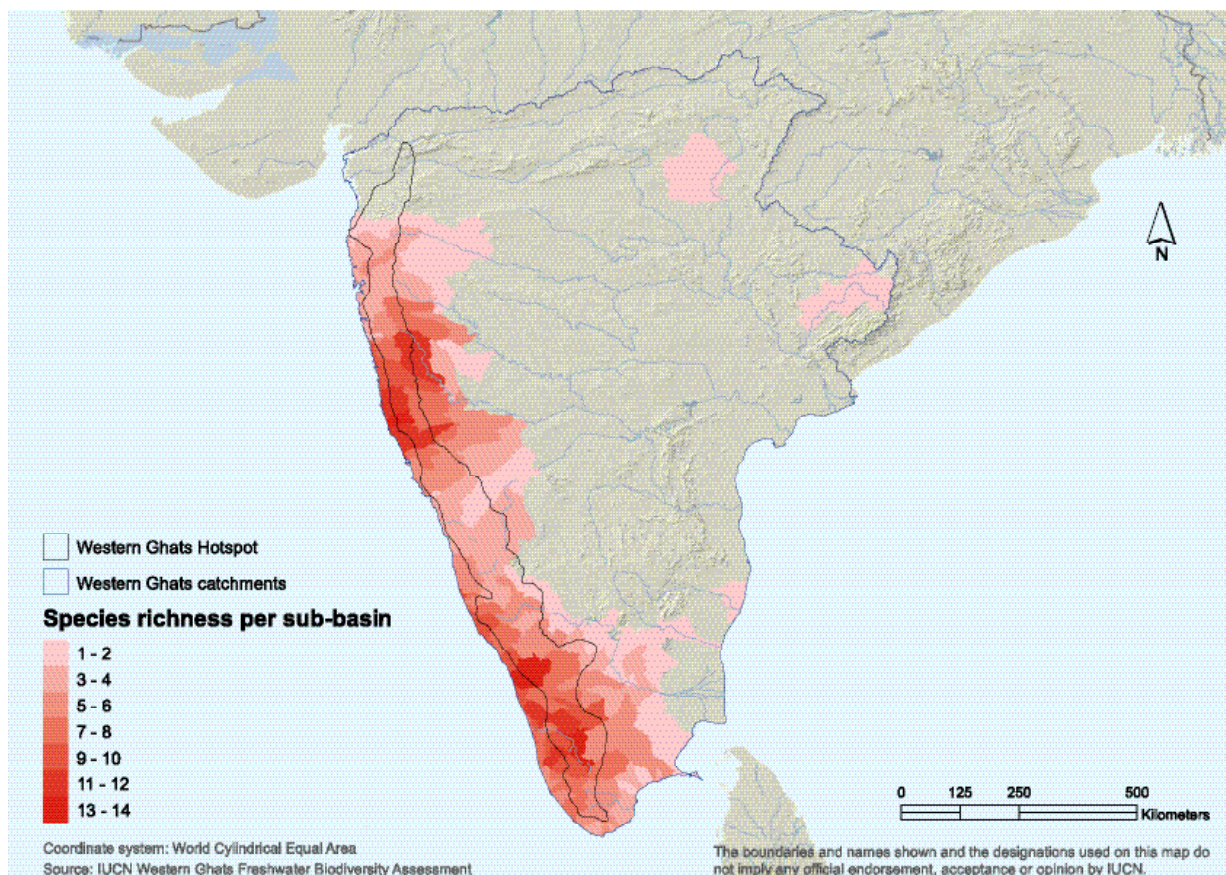 N
Western Ghats Hotspot
Western Ghats catchments
Species richness per sub-basin
1 - 2
3 - 4
5 - 6
7 - 8
9 - 10
11 - 12
13 - 14
0 125 250 500
Kilometers
Coordinate system: World Cylindrical Equal Area
Source: IUCN Western Ghats Freshwater Biodiversity Assessment
The boundaries and names shown and the designations used on this map do
not imply any official endorsement, acceptance or opinion by IUCN.